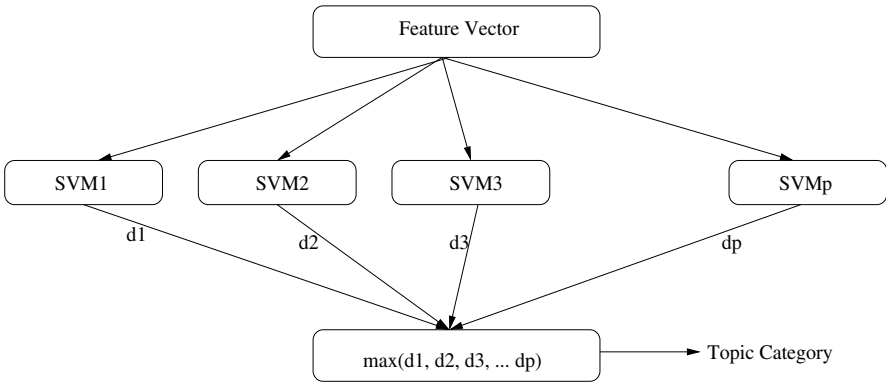 Feature Vector
SVM1
SVM2
SVM3
SVMp
d1
d2
d3
dp
max(d1, d2, d3, ... dp)
Topic Category